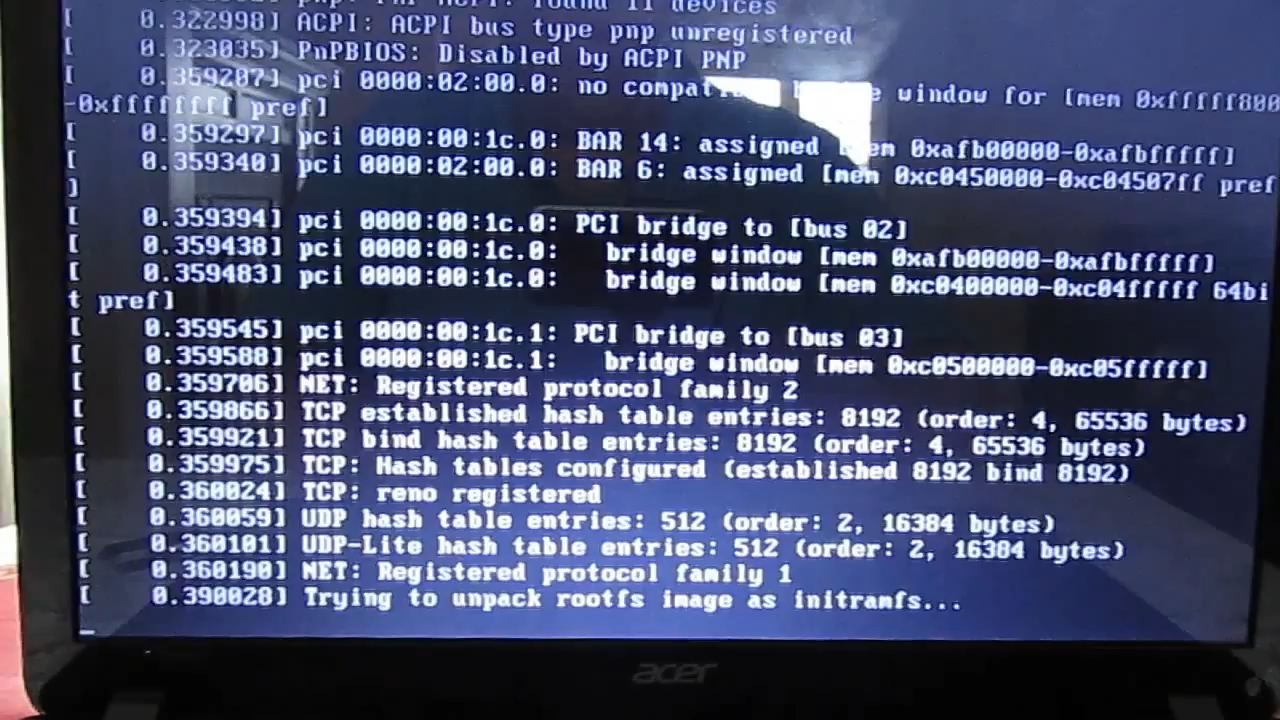 PnP ACPI: found 11 devices
[    0.322998] ACPI: ACPI bus type pnp unregistered
[    0.323035] PnPBIOS: Disabled by ACPI PNP
[    0.359207] pci 0000:02:00.0: no window for [mem 0xfffff800
-0xffffffff pref]
[    0.359297] pci 0000:00:1c.0: BAR 14: assigned [mem 0xafb00000-0xafbfffff]
[    0.359340] pci 0000:02:00.0: BAR 6: assigned [mem 0xc0450000-0xc04507ff pref
]
[    0.359394] pci 0000:00:1c.0: PCI bridge to [bus 02]
[    0.359438] pci 0000:00:1c.0:   bridge window [mem 0xafb00000-0xafbfffff]
[    0.359483] pci 0000:00:1c.0:   bridge window [mem 0xc0400000-0xc04fffff 64bi
t pref]
[    0.359545] pci 0000:00:1c.1: PCI bridge to [bus 03]
[    0.359588] pci 0000:00:1c.1:   bridge window [mem 0xc0500000-0xc05fffff]
[    0.359706] NET: Registered protocol family 2
[    0.359866] TCP established hash table entries: 8192 (order: 4, 65536 bytes)
[    0.359921] TCP bind hash table entries: 8192 (order: 4, 65536 bytes)
[    0.359975] TCP: Hash tables configured (established 8192 bind 8192)
[    0.360024] TCP: reno registered
[    0.360059] UDP hash table entries: 512 (order: 2, 16384 bytes)
[    0.360101] UDP-Lite hash table entries: 512 (order: 2, 16384 bytes)
[    0.360190] NET: Registered protocol family 1
[    0.390028] Trying to unpack rootfs image as initramfs...
acer